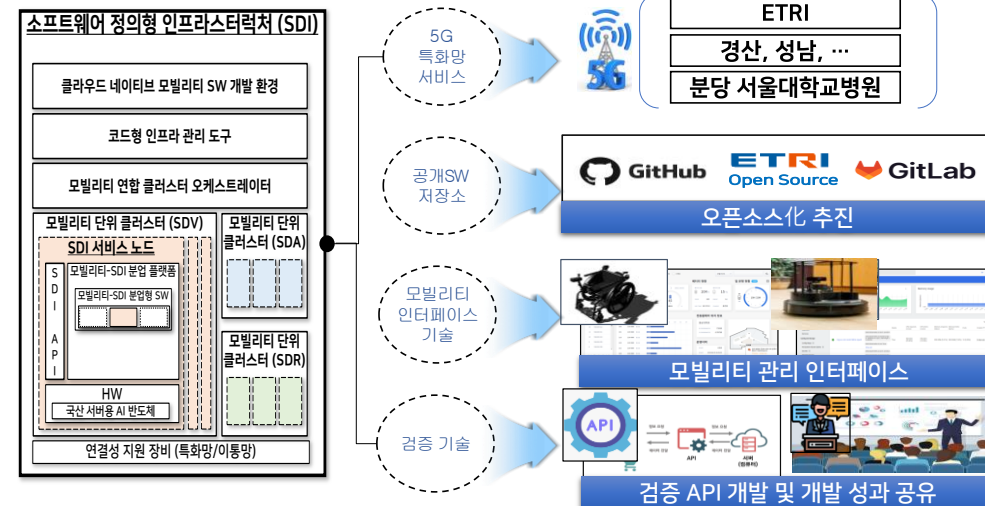 소프트웨어 정의형 인프라스터럭처 (SDI)
클라우드 네이티브 모빌리티 SW 개발 환경
코드형 인프라 관리 도구
모빌리티 연합 클러스터 오케스트레이터
모빌리티 단위 클러스터 (SDV)
SDI 서비스 노드
SDI API
모빌리티-SDI 분업 플랫폼
모빌리티-SDI 분업형 SW
HW
국산 서버용 AI 반도체
모빌리티 단위
클러스터 (SDA)
모빌리티 단위
클러스터 (SDR)
연결성 지원 장비 (특화망/이통망)
5G
특화망
서비스
5G
ETRI
경산, 성남, ···
분당 서울대학교병원
공개SW
저장소
GitHub
ETRI
Open Source
GitLab
오픈소스化 추진
모빌리티
인터페이스
기술
모빌리티 관리 인터페이스
검증 기술
API
API
서버
(컴퓨터)
검증 API 개발 및 개발 성과 공유